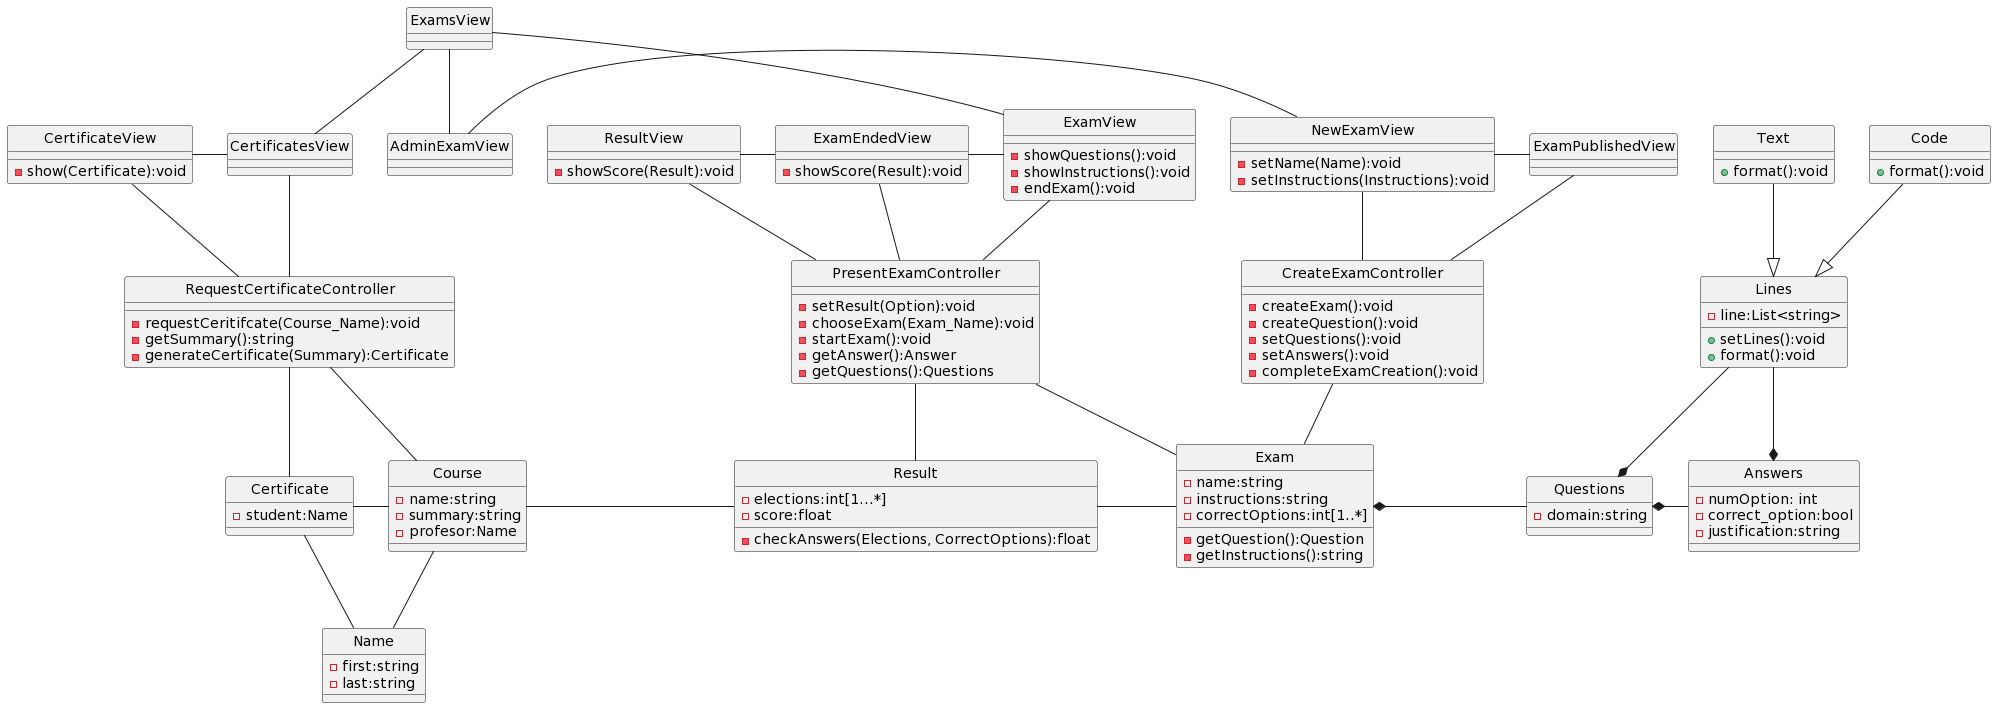 ExamsView
CertificateView
show(Certificate):void
CertificatesView
AdminExamView
ResultView
showScore(Result):void
ExamEndedView
showScore(Result):void
ExamView
showQuestions():void
showInstructions():void
endExam():void
NewExamView
setName(Name):void
setInstructions(Instructions):void
ExamPublishedView
Text
format():void
Code
format():void
RequestCertificateController
requestCeritifcate(Course_Name):void
getSummary():string
generateCertificate(Summary):Certificate
PresentExamController
setResult(Option):void
chooseExam(Exam_Name):void
startExam():void
getAnswer():Answer
getQuestions():Questions
CreateExamController
createExam():void
createQuestion():void
setQuestions():void
setAnswers():void
completeExamCreation():void
Lines
line:List<string>
setLines():void
format():void
Certificate
student:Name
Course
name:string
summary:string
profesor:Name
Result
elections:int[1...*]
score:float
checkAnswers(Elections, CorrectOptions):float
Exam
name:string
instructions:string
correctOptions:int[1..*]
getQuestion():Question
getInstructions():string
Questions
domain:string
Answers
numOption: int
correct_option:bool
justification:string
Name
first:string
last:string